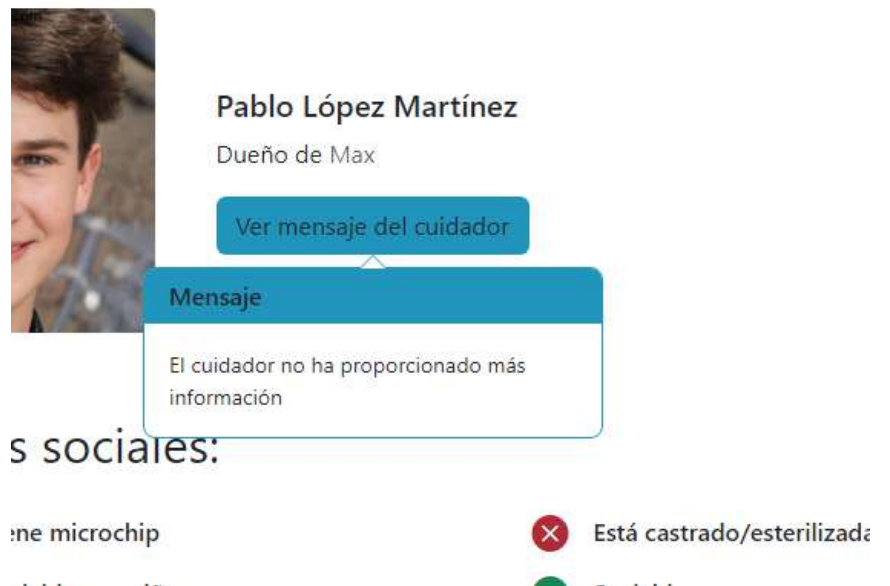 Pablo López Martínez
Dueño de Max
Ver mensaje del cuidador
Mensaje
El cuidador no ha proporcionado más
información
s sociales:
ene microchip
Está castrado/esterilizada